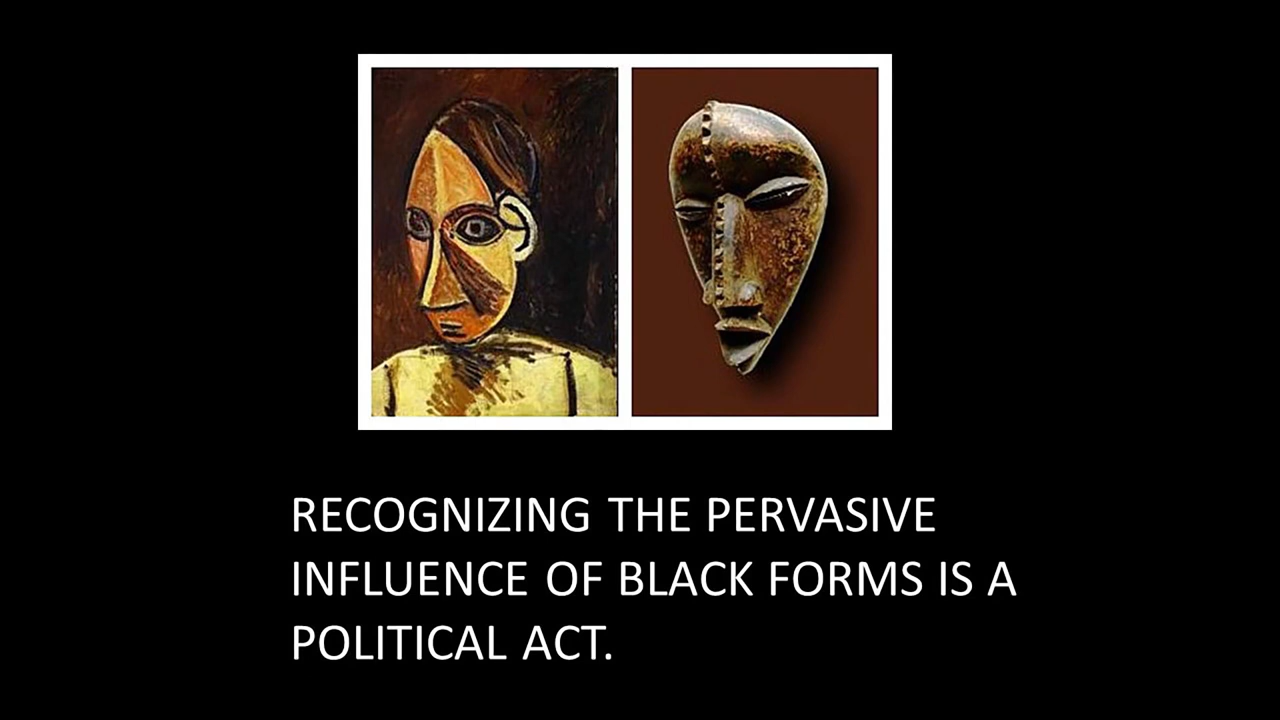 RECOGNIZING THE PERVASIVE
INFLUENCE OF BLACK FORMS IS A
POLITICAL ACT.